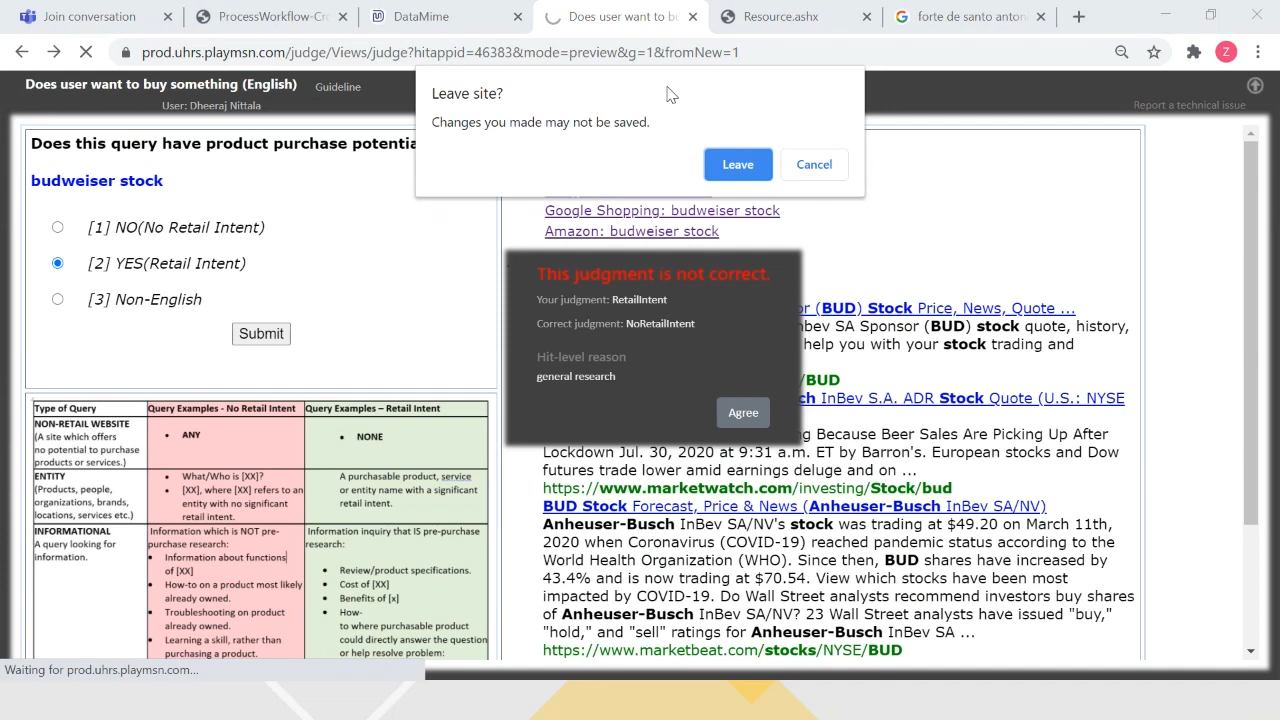 Join conversation
ProcessWorkflow-Cro
DataMime
Does user want to bu
Resource.ashx
forte de santo anton
prod.uhrs.playmsn.com/judge/Views/judge?hitappid=46383&mode=preview&g=1&fromNew=1
Z
Does user want to buy something (English)
Guideline
User: Dheeraj Nittala
Report a technical issue
Leave site?
Changes you made may not be saved.
Leave
Cancel
Does this query have product purchase potentia
budweiser stock
[1] NO(No Retail Intent)
[2] YES(Retail Intent)
[3] Non-English
Submit
Google Shopping: budweiser stock
Amazon: budweiser stock
This judgment is not correct.
Your judgment: RetailIntent
Correct judgment: NoRetailIntent
Hit-level reason
general research
Agree
or (BUD) Stock Price, News, Quote ...
nbev SA Sponsor (BUD) stock quote, history,
help you with your stock trading and
/BUD
ch InBev S.A. ADR Stock Quote (U.S.: NYSE
g Because Beer Sales Are Picking Up After
Lockdown Jul. 30, 2020 at 9:31 a.m. ET by Barron's. European stocks and Dow
futures trade lower amid earnings deluge and on ...
https://www.marketwatch.com/investing/Stock/bud
BUD Stock Forecast, Price & News (Anheuser-Busch InBev SA/NV)
Anheuser-Busch InBev SA/NV's stock was trading at $49.20 on March 11th,
2020 when Coronavirus (COVID-19) reached pandemic status according to the
World Health Organization (WHO). Since then, BUD shares have increased by
43.4% and is now trading at $70.54. View which stocks have been most
impacted by COVID-19. Do Wall Street analysts recommend investors buy shares
of Anheuser-Busch InBev SA/NV? 23 Wall Street analysts have issued "buy,"
"hold," and "sell" ratings for Anheuser-Busch InBev SA ...
https://www.marketbeat.com/stocks/NYSE/BUD
Type of Query
Query Examples - No Retail Intent
Query Examples – Retail Intent
NON-RETAIL WEBSITE
(A site which offers
no potential to purchase
products or services.)
• ANY
• NONE
ENTITY
(Products, people,
organizations, brands,
locations, services etc.)
• What/Who is [XX]?
• [XX], where [XX] refers to an
entity with no significant
retail intent.
A purchasable product, service
or entity name with a significant
retail intent.
INFORMATIONAL
A query looking for
information.
Information which is NOT pre-
purchase research:
• Information about functions
of [XX]
• How-to on a product most likely
already owned.
• Troubleshooting on product
already owned.
• Learning a skill, rather than
purchasing a product.
Information inquiry that IS pre-purchase
research:
• Review/product specifications.
• Cost of [XX]
• Benefits of [x]
• How-
to where purchasable product
could directly answer the question
or help resolve problem:
Waiting for prod.uhrs.playmsn.com...